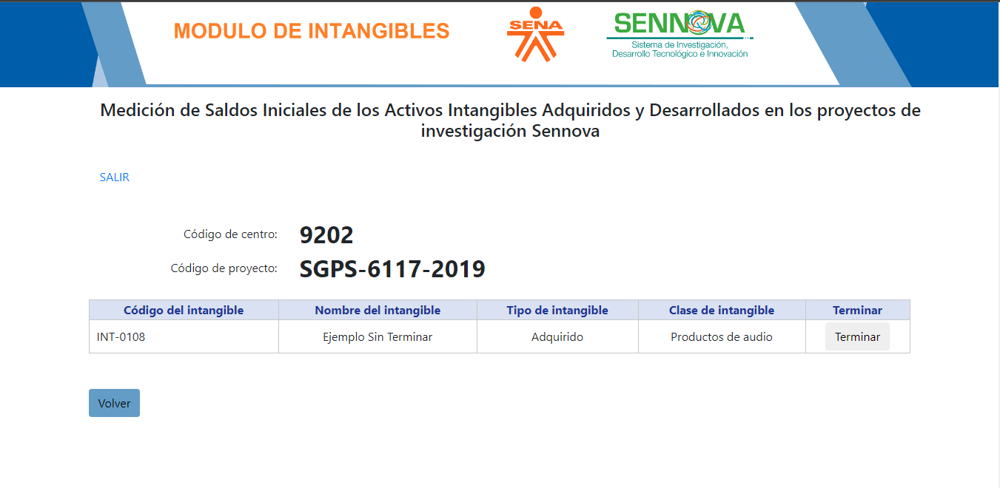 MODULO DE INTANGIBLES
SENA
SENNOVA
Sistema de Investigación,
Desarrollo Tecnológico e Innovación
Medición de Saldos Iniciales de los Activos Intangibles Adquiridos y Desarrollados en los proyectos de
investigación Sennova
SALIR
Código de centro: 9202
Código de proyecto: SGPS-6117-2019
Código del intangible Nombre del intangible Tipo de intangible Clase de intangible Terminar
INT-0108 Ejemplo Sin Terminar Adquirido Productos de audio Terminar
Volver